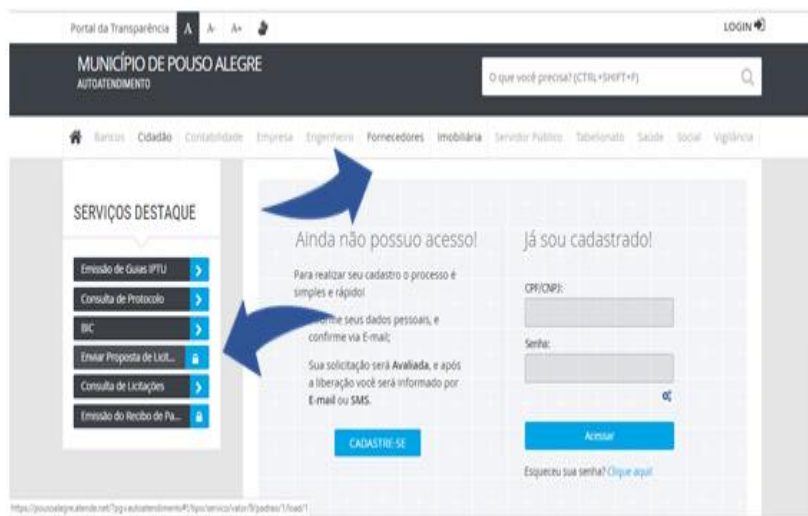 Portal da Transparência A A- A+
LOGIN
MUNICÍPIO DE POUSO ALEGRE
AUTOATENDIMENTO
O que você precisa? (CTRL+SHIFT+F)
Bancos Cidadão Contabilidade Empresa Engenheiro Fornecedores Imobiliária Servidor Público Tabelionato Saúde Social Vigilância
SERVIÇOS DESTAQUE
Emissão de Guias IPTU
Consulta de Protocolo
BIC
Enviar Proposta de Licit...
Consulta de Licitações
Emissão do Recibo de Pa...
Ainda não possuo acesso!
Para realizar seu cadastro o processo é
simples e rápido!
seus dados pessoais, e
confirme via E-mail;
Sua solicitação será Avaliada, e após
a liberação você será informado por
E-mail ou SMS.
CADASTRE-SE
Já sou cadastrado!
CPF/CNPJ:
Senha:
Acessar
Esqueceu sua senha? Clique aqui!